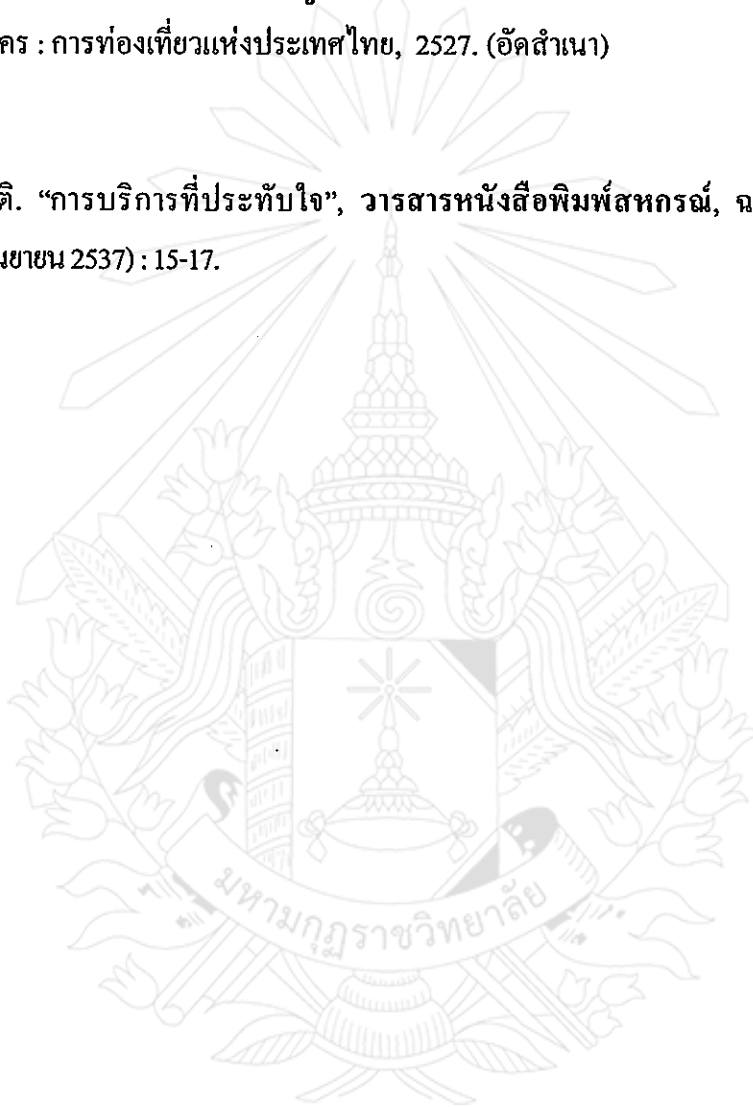 คร : การท่องเที่ยวแห่งประเทศไทย, 2527. (อัดสำเนา)
ติ. “การบริการที่ประทับใจ”, วารสารหนังสือพิมพ์สหกรณ์, ฉ
นยายน 2537) : 15-17.
มหามกุฏราชวิทยาลัย